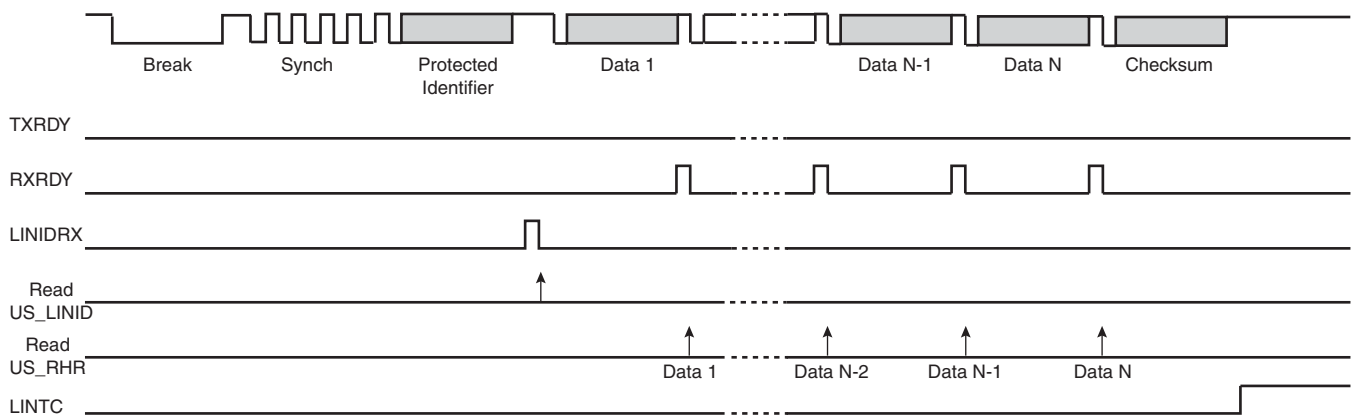 Break
Synch
Protected
Identifier
Data 1
Data N-1
Data N
Checksum
TXRDY
RXRDY
LINIDRX
Read
US_LINID
Read
US_RHR
Data 1
Data N-2
Data N-1
Data N
LINTC